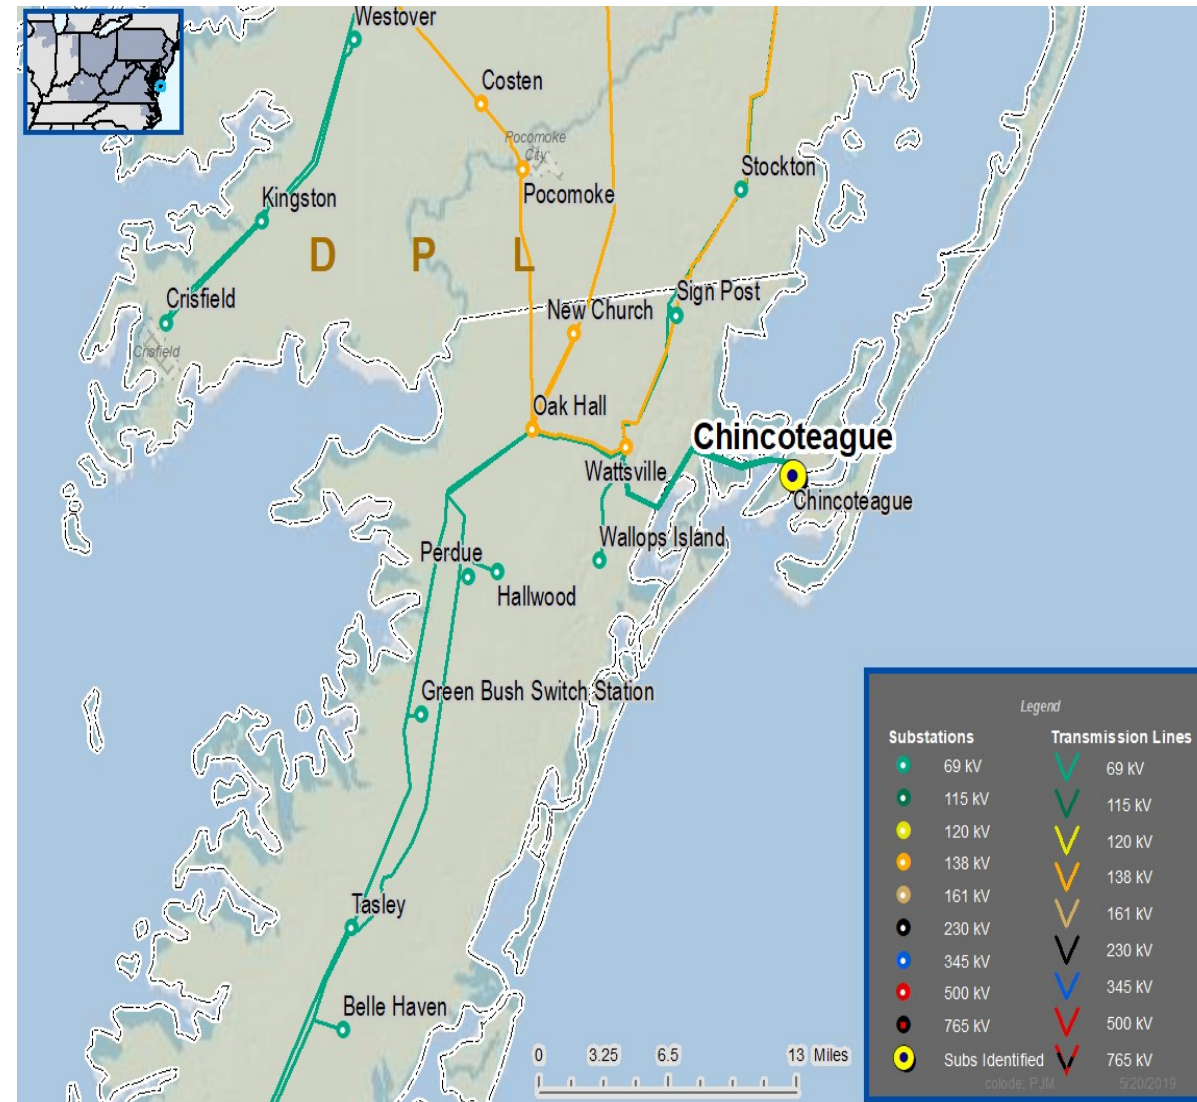 Westover
Costen
Pocomoke
City
Stockton
Pocomoke
Kingston
D P L
Sign Post
Crisfield
New Church
Crisfield
Oak Hall
Chincoteague
Wattsville
Chincoteague
Wallops Island
Perdue
Hallwood
Green Bush Switch Station
Tasley
Belle Haven
0 3.25 6.5 13 Miles
Legend
Substations Transmission Lines
69 kV 69 kV
115 kV 115 kV
120 kV 120 kV
138 kV 138 kV
161 kV 161 kV
230 kV 230 kV
345 kV 345 kV
500 kV 500 kV
765 kV 765 kV
Subs Identified
colode; PJM 5/20/2019